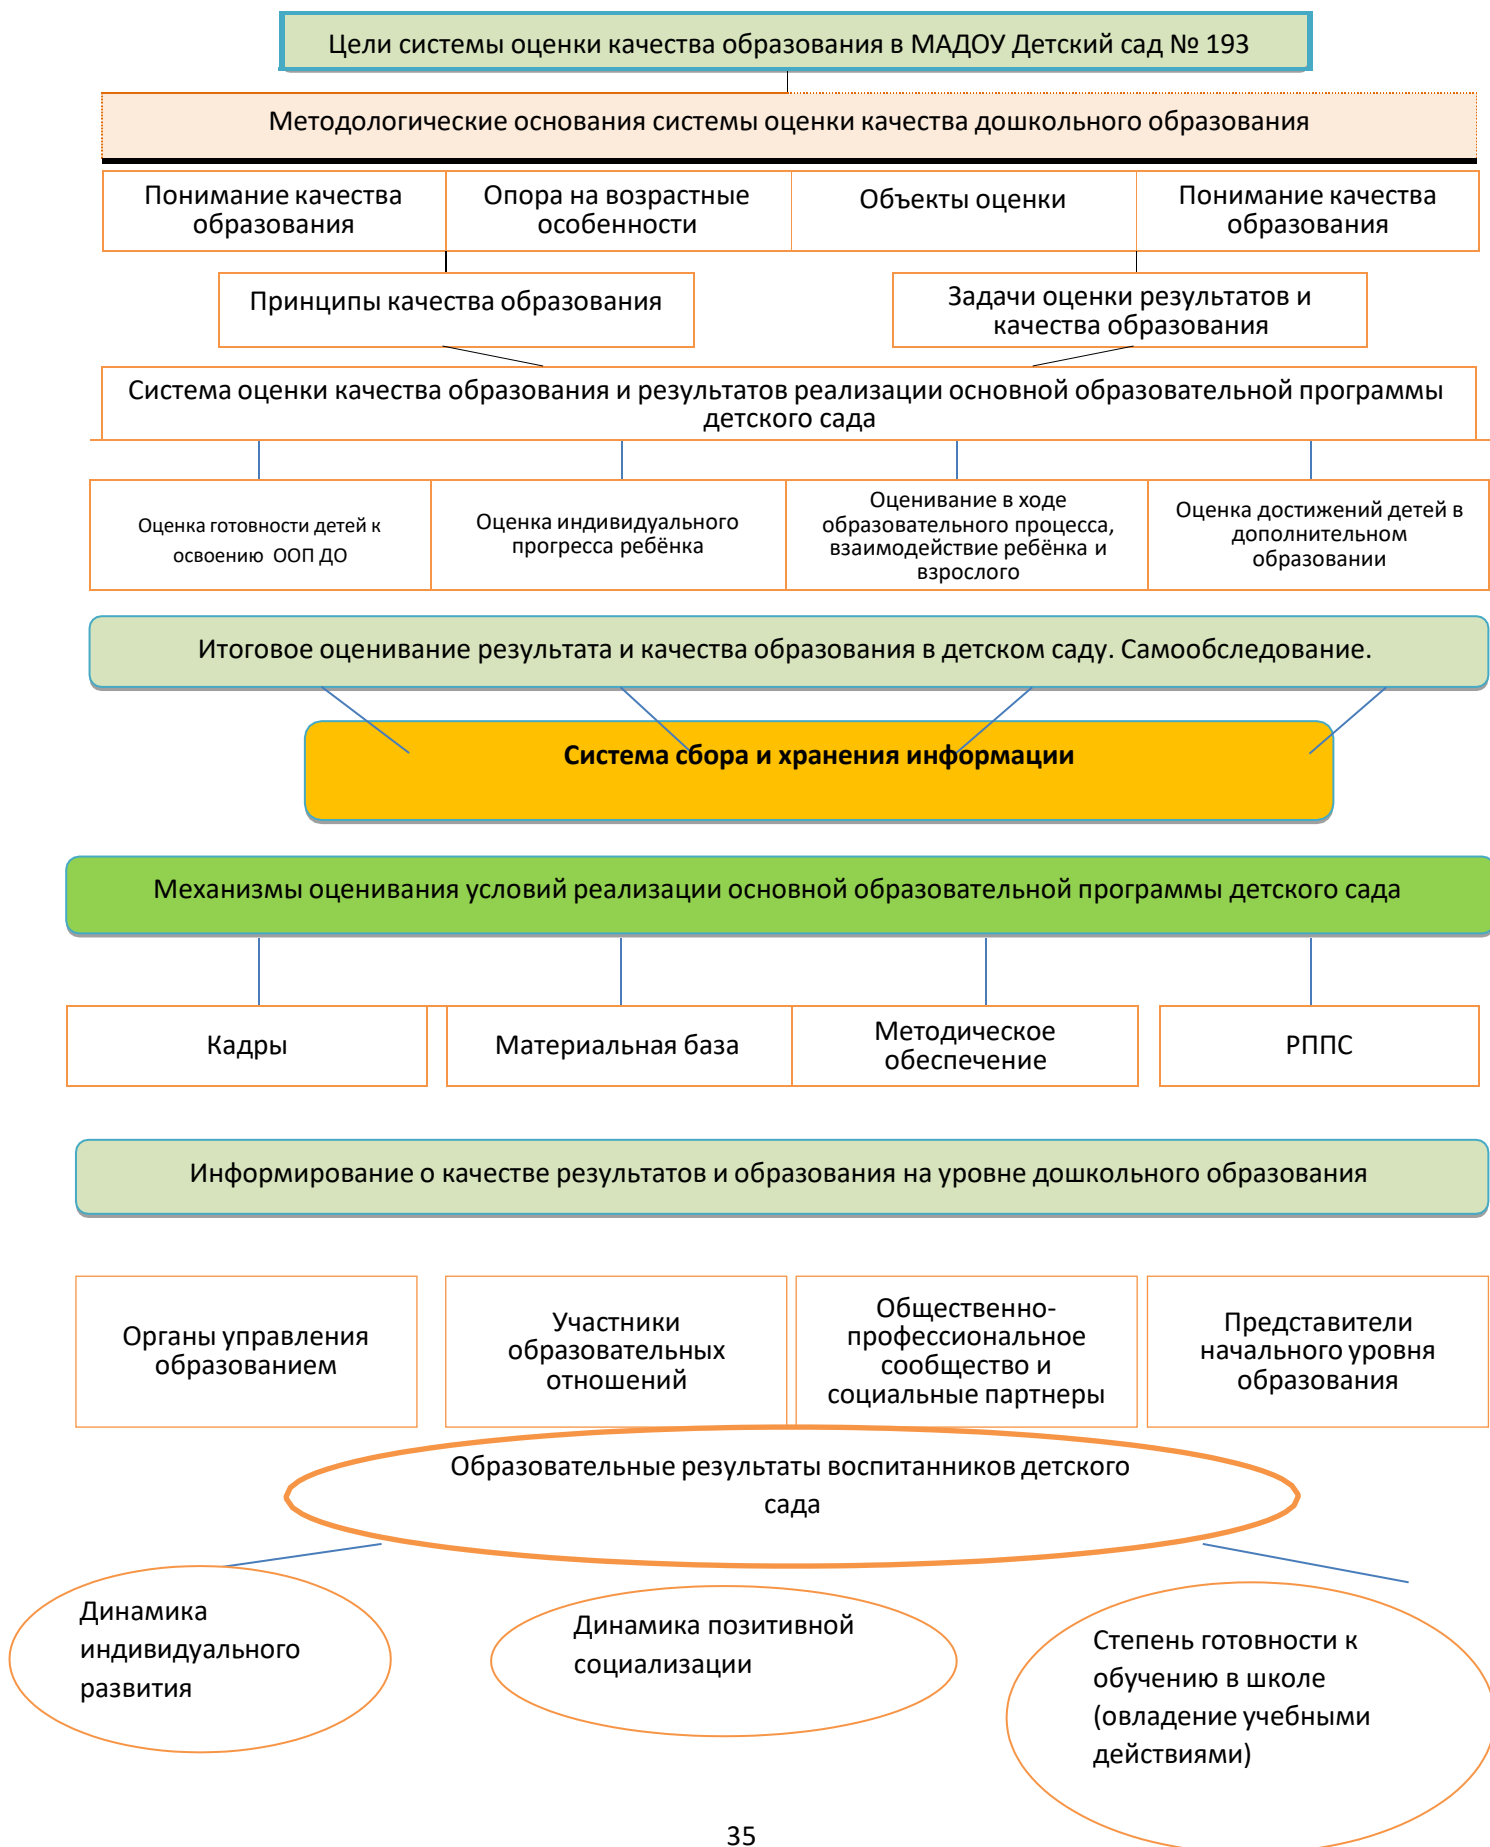 Цели системы оценки качества образования в МАДОУ Детский сад № 193
Методологические основания системы оценки качества дошкольного образования
Понимание качества
образования
Опора на возрастные
особенности
Объекты оценки
Понимание качества
образования
Принципы качества образования
Задачи оценки результатов и
качества образования
Система оценки качества образования и результатов реализации основной образовательной программы
детского сада
Оценка готовности детей к
освоению ООП ДО
Оценка индивидуального
прогресса ребёнка
Оценивание в ходе
образовательного процесса,
взаимодействие ребёнка и
взрослого
Оценка достижений детей в
дополнительном
образовании
Итоговое оценивание результата и качества образования в детском саду. Самообследование.
Система сбора и хранения информации
Механизмы оценивания условий реализации основной образовательной программы детского сада
Кадры
Материальная база
Методическое
обеспечение
РППС
Информирование о качестве результатов и образования на уровне дошкольного образования
Органы управления
образованием
Участники
образовательных
отношений
Общественно-
профессиональное
сообщество и
социальные партнеры
Представители
начального уровня
образования
Образовательные результаты воспитанников детского
сада
Динамика
индивидуального
развития
Динамика позитивной
социализации
Степень готовности к
обучению в школе
(овладение учебными
действиями)
35